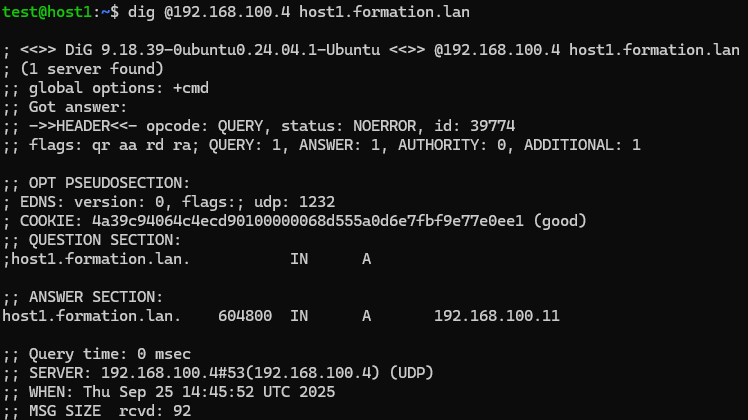 test@host1:~$ dig @192.168.100.4 host1.formation.lan
; <<>> DiG 9.18.39-0ubuntu0.24.04.1-Ubuntu <<>> @192.168.100.4 host1.formation.lan
; (1 server found)
;; global options: +cmd
;; Got answer:
;; ->>HEADER<<- opcode: QUERY, status: NOERROR, id: 39774
;; flags: qr aa rd ra; QUERY: 1, ANSWER: 1, AUTHORITY: 0, ADDITIONAL: 1
;; OPT PSEUDOSECTION:
; EDNS: version: 0, flags:; udp: 1232
; COOKIE: 4a39c94064c4ecd90100000068d555a0d6e7fbf9e77e0ee1 (good)
;; QUESTION SECTION:
;host1.formation.lan. IN A
;; ANSWER SECTION:
host1.formation.lan. 604800 IN A 192.168.100.11
;; Query time: 0 msec
;; SERVER: 192.168.100.4#53(192.168.100.4) (UDP)
;; WHEN: Thu Sep 25 14:45:52 UTC 2025
;; MSG SIZE rcvd: 92